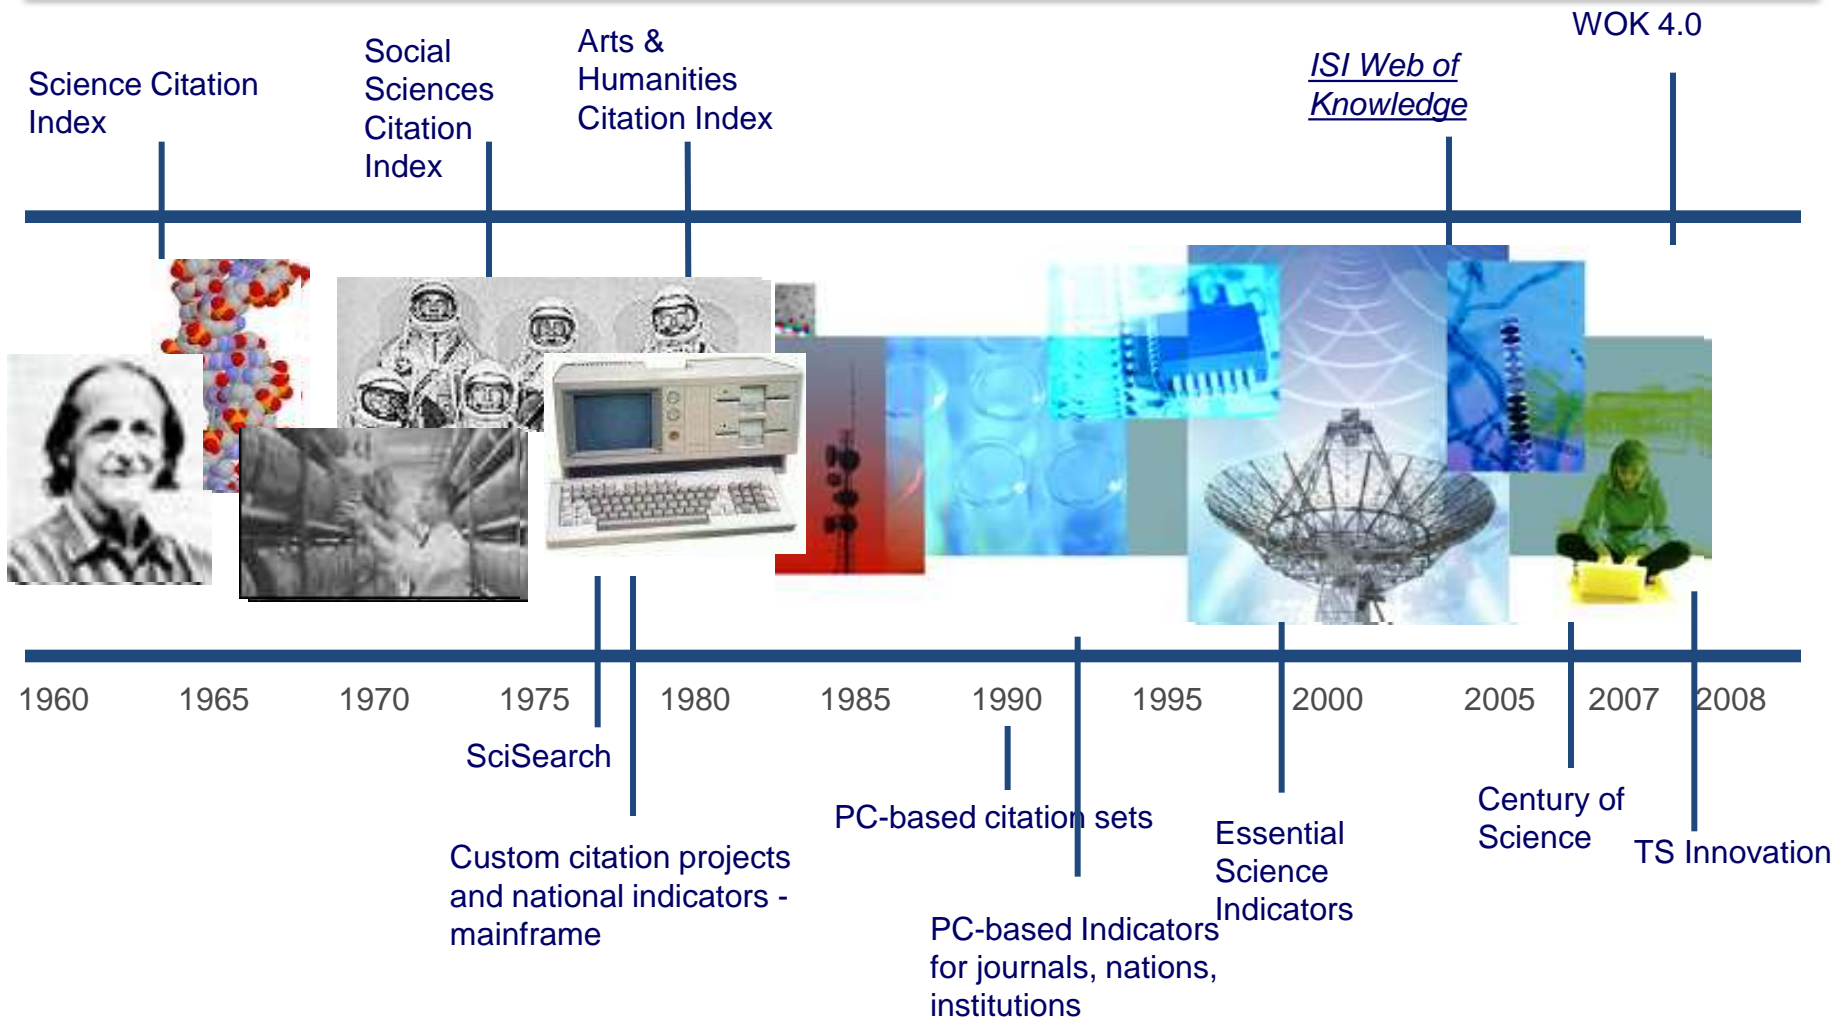 WOK 4.0
Science Citation
Index
Social
Sciences
Citation
Index
Arts &
Humanities
Citation Index
ISI Web of
Knowledge
1960 1965 1970 1975 1980 1985 1990 1995 2000 2005 2007 2008
SciSearch
PC-based citation sets
Custom citation projects
and national indicators -
mainframe
PC-based Indicators
for journals, nations,
institutions
Essential
Science
Indicators
Century of
Science
TS Innovation